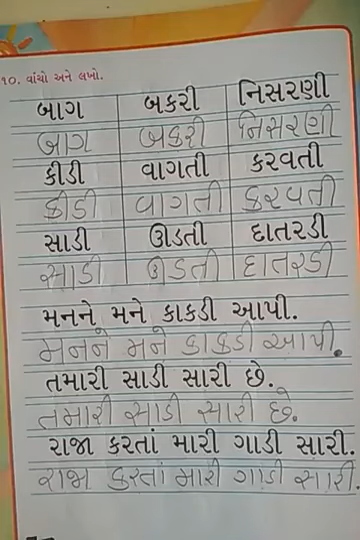 ૧૦. વાંચો અને લખો.
બાગ બકરી નિસરણી
બાગ બકરી નિસરણી
કીડી વાગતી કરવતી
કીડી વાગતી કરવતી
સાડી ઊડતી દાતરડી
સાડી ઊડતી દાતરડી
મનને મને કાકડી આપી.
મનને મને કાકડી આપી.
તમારી સાડી સારી છે.
તમારી સાડી સારી છે.
રાજા કરતાં મારી ગાડી સારી.
રાજા કરતાં મારી ગાડી સારી.